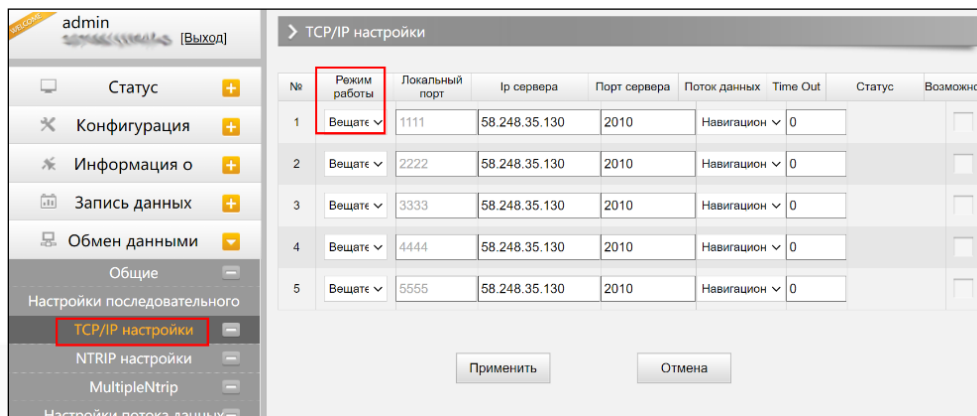 WELCOME
admin
[Выход]
Статус
Конфигурация
Информация о
Запись данных
Обмен данными
Общие
Настройки последовательного
TCP/IP настройки
NTRIP настройки
MultipleNtrip
Настройки потока данных
TCP/IP настройки
№ Режим работы Локальный порт Ip сервера Порт сервера Поток данных Time Out Статус Возможно
1 Вещате 1111 58.248.35.130 2010 Навигацион 0
2 Вещате 2222 58.248.35.130 2010 Навигацион 0
3 Вещате 3333 58.248.35.130 2010 Навигацион 0
4 Вещате 4444 58.248.35.130 2010 Навигацион 0
5 Вещате 5555 58.248.35.130 2010 Навигацион 0
Применить Отмена